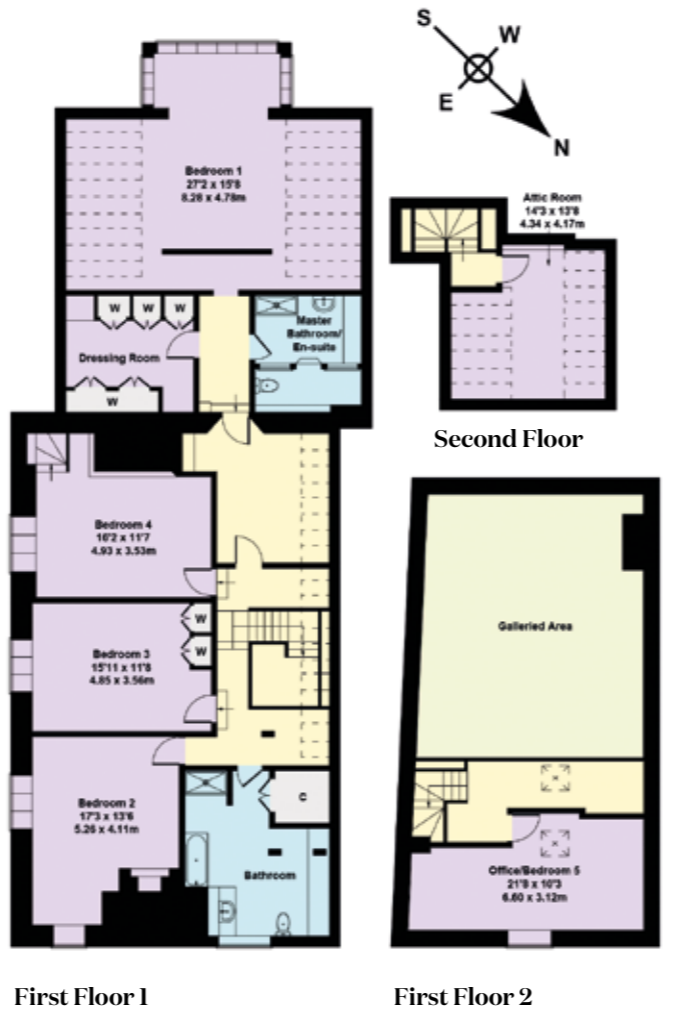 S
W
E
N
Bedroom 1
27'2 x 15'8
8.28 x 4.78m
W
W
W
Dressing Room
W
Master
Bathroom/
En-suite
Attic Room
14'3 x 13'8
4.34 x 4.17m
Second Floor
Bedroom 4
16'2 x 11'7
4.93 x 3.53m
W
W
Bedroom 3
15'11 x 11'8
4.85 x 3.56m
Bedroom 2
17'3 x 13'6
5.26 x 4.11m
C
Bathroom
First Floor 1
Galleried Area
Office/Bedroom 5
21'8 x 10'3
6.60 x 3.12m
First Floor 2